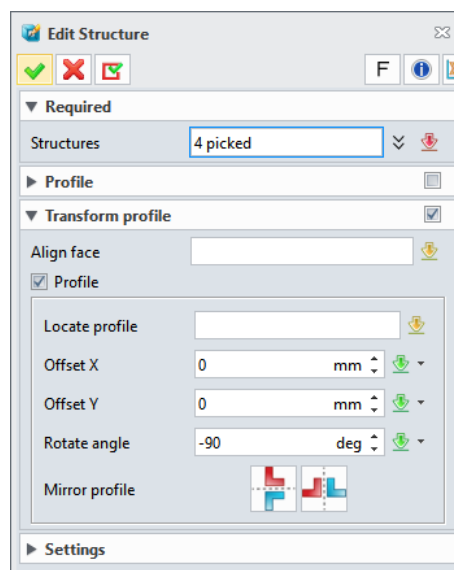 Edit Structure
F
Required
Structures 4 picked
Profile
Transform profile
Align face
Profile
Locate profile
Offset X 0 mm
Offset Y 0 mm
Rotate angle -90 deg
Mirror profile
Settings